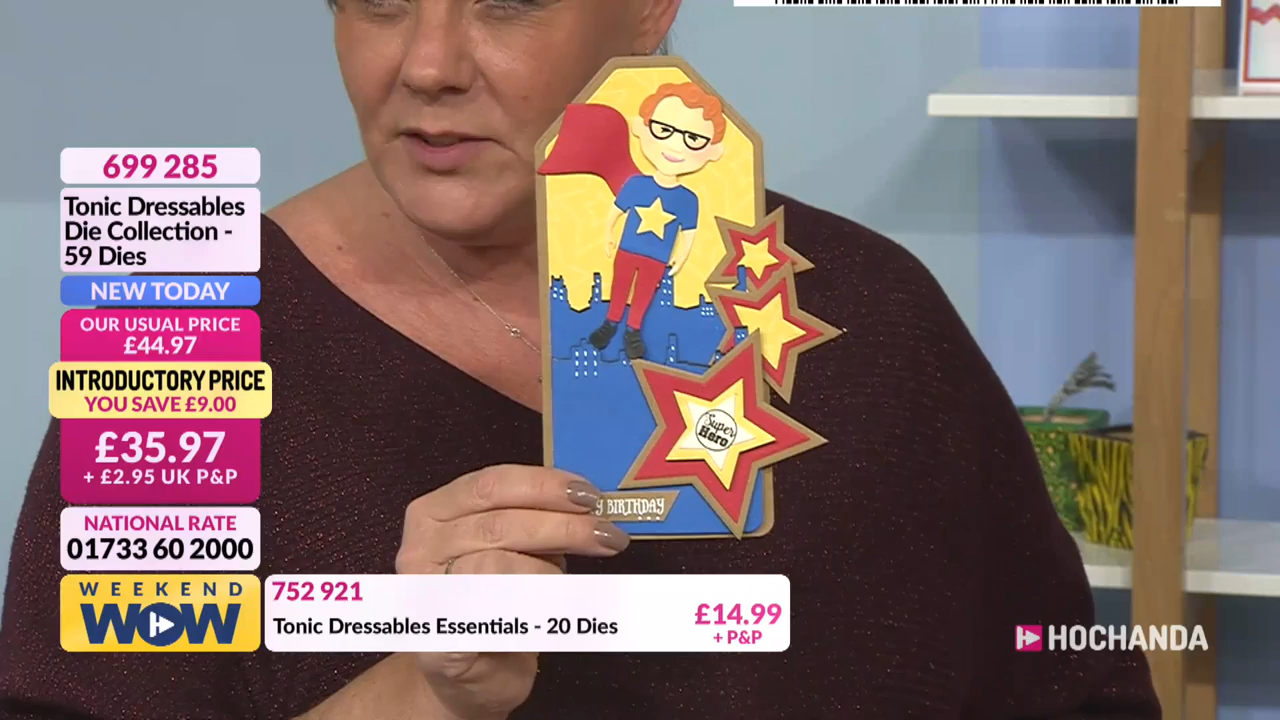 699 285
Tonic Dressables
Die Collection -
59 Dies
NEW TODAY
OUR USUAL PRICE
£44.97
INTRODUCTORY PRICE
YOU SAVE £9.00
£35.97
+ £2.95 UK P&P
NATIONAL RATE
01733 60 2000
WEEKEND
WOW
752 921
Tonic Dressables Essentials - 20 Dies
£14.99
+ P&P
Super
Hero
Y BIRTHDAY
HOCHANDA